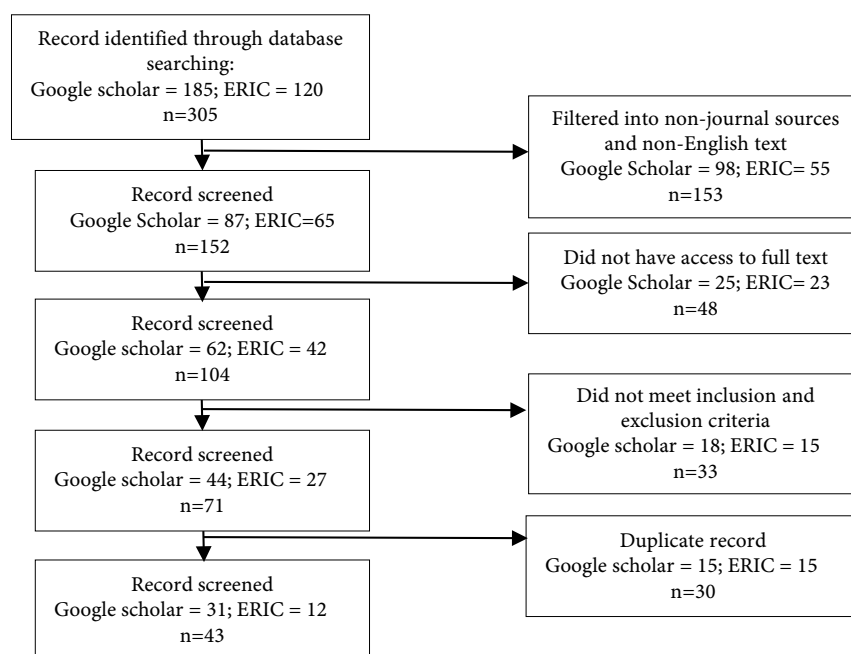 Record identified through database
searching:
Google scholar = 185; ERIC = 120
n=305
Filtered into non-journal sources
and non-English text
Google Scholar = 98; ERIC= 55
n=153
Record screened
Google Scholar = 87; ERIC=65
n=152
Did not have access to full text
Google Scholar = 25; ERIC= 23
n=48
Record screened
Google scholar = 62; ERIC = 42
n=104
Did not meet inclusion and
exclusion criteria
Google scholar = 18; ERIC = 15
n=33
Record screened
Google scholar = 44; ERIC = 27
n=71
Duplicate record
Google scholar = 15; ERIC = 15
n=30
Record screened
Google scholar = 31; ERIC = 12
n=43